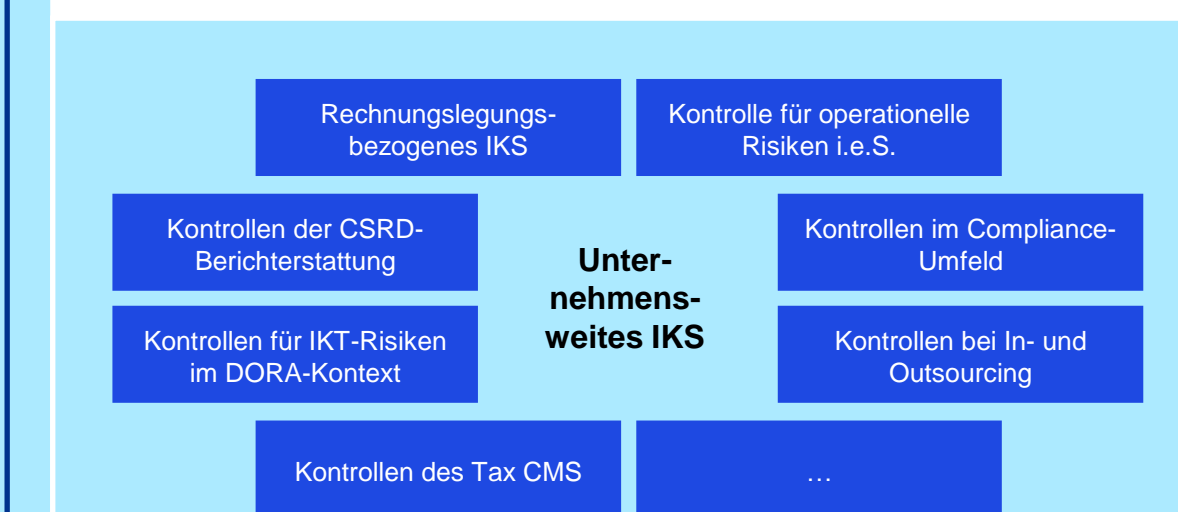 Rechnungslegungs-
bezogenes IKS
Kontrolle für operationelle
Risiken i.e.S.
Kontrollen der CSRD-
Berichterstattung
Unter-
nehmens-
weites IKS
Kontrollen im Compliance-
Umfeld
Kontrollen für IKT-Risiken
im DORA-Kontext
Kontrollen bei In- und
Outsourcing
Kontrollen des Tax CMS
…